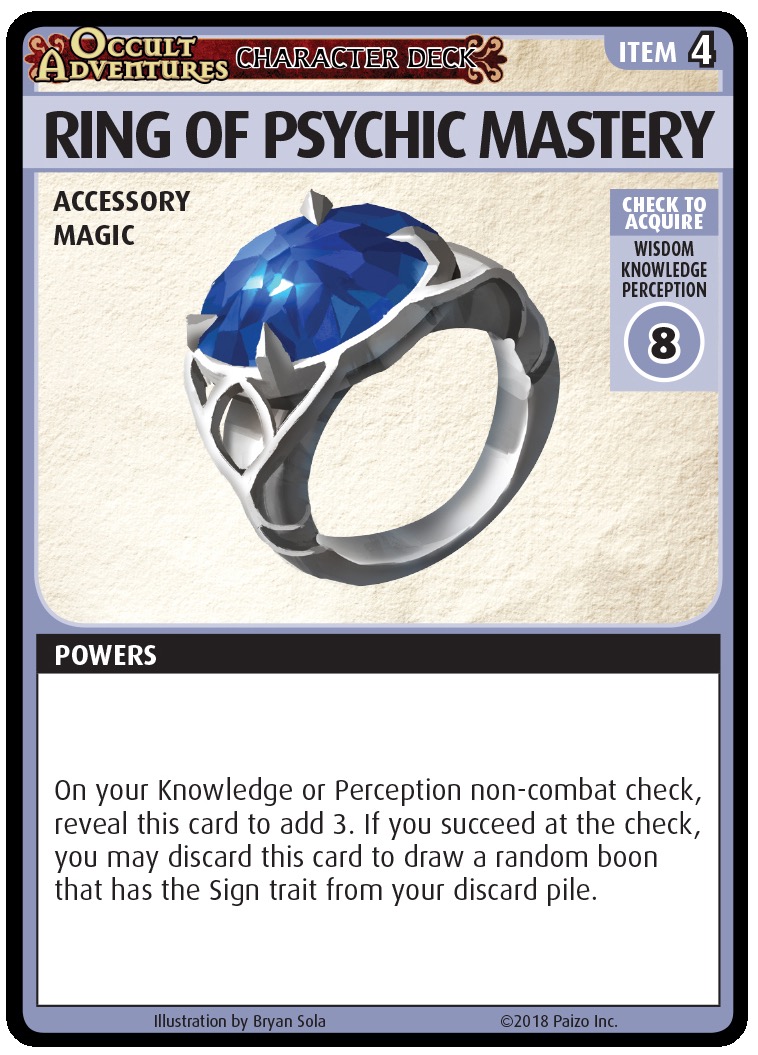 OCCULT
ADVENTURES CHARACTER DECK
ITEM 4
RING OF PSYCHIC MASTERY
ACCESSORY
MAGIC
CHECK TO
ACQUIRE
WISDOM
KNOWLEDGE
PERCEPTION
8
POWERS
On your Knowledge or Perception non-combat check,
reveal this card to add 3. If you succeed at the check,
you may discard this card to draw a random boon
that has the Sign trait from your discard pile.
Illustration by Bryan Sola
©2018 Paizo Inc.